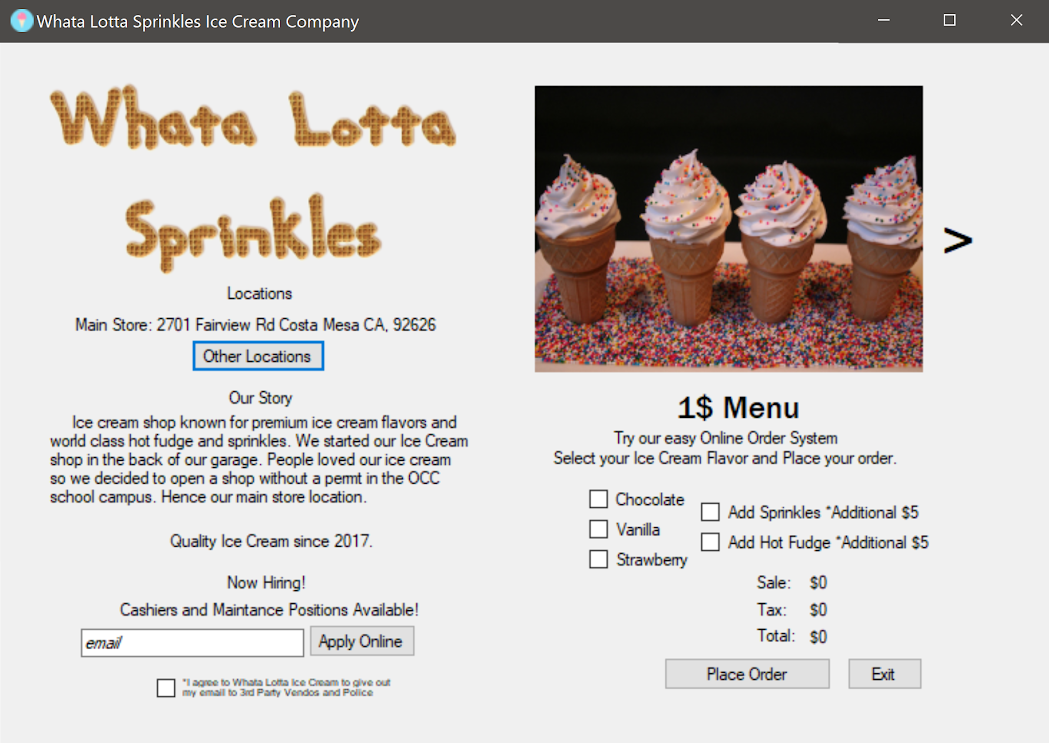 Whata Lotta Sprinkles Ice Cream Company
Whata Lotta
Sprinkles
Locations
Main Store: 2701 Fairview Rd Costa Mesa CA, 92626
Other Locations
Our Story
Ice cream shop known for premium ice cream flavors and
world class hot fudge and sprinkles. We started our Ice Cream
shop in the back of our garage. People loved our ice cream
so we decided to open a shop without a permt in the OCC
school campus. Hence our main store location.
Quality Ice Cream since 2017.
Now Hiring!
Cashiers and Maintance Positions Available!
email
Apply Online
*I agree to Whata Lotta Ice Cream to give out
my email to 3rd Party Vendos and Police
>
1$ Menu
Try our easy Online Order System
Select your Ice Cream Flavor and Place your order.
Chocolate
Vanilla
Strawberry
Add Sprinkles *Additional $5
Add Hot Fudge *Additional $5
Sale: $0
Tax: $0
Total: $0
Place Order
Exit